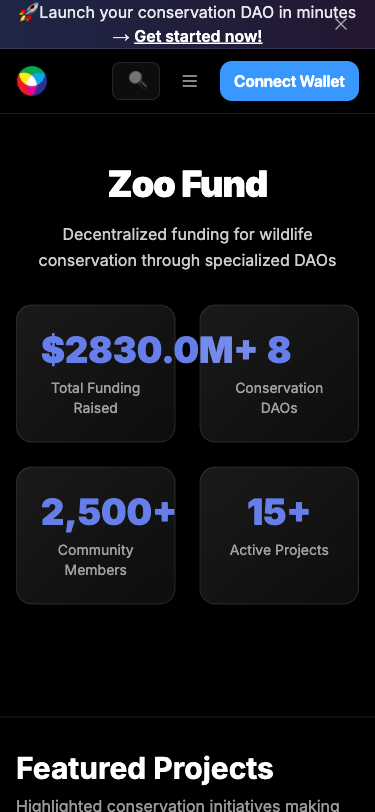 🚀Launch your conservation DAO in minutes
→ Get started now!
Connect Wallet
Zoo Fund
Decentralized funding for wildlife
conservation through specialized DAOs
$2830.0M+
Total Funding
Raised
8
Conservation
DAOs
2,500+
Community
Members
15+
Active Projects
Featured Projects
Highlighted conservation initiatives making